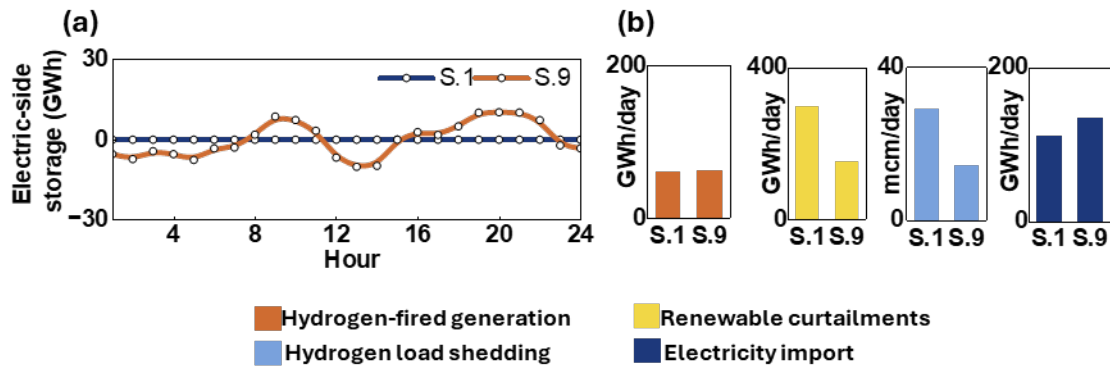 (a)
Electric-side
storage (GWh)
30
0
−30
S.1
S.9
4
8
12
16
20
24
Hour
(b)
GWh/day
200
0
S.1 S.9
GWh/day
400
0
S.1 S.9
mcm/day
40
0
S.1 S.9
GWh/day
200
0
S.1 S.9
Hydrogen-fired generation
Renewable curtailments
Hydrogen load shedding
Electricity import